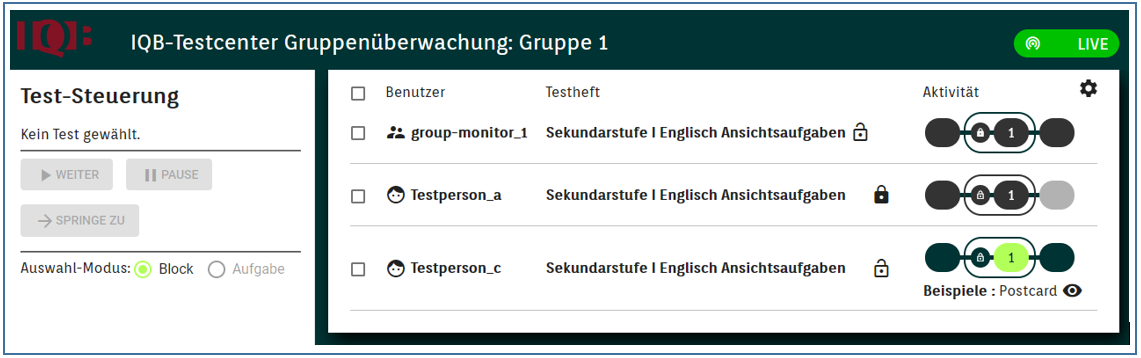 IQB
IQB-Testcenter Gruppenüberwachung: Gruppe 1
LIVE
Test-Steuerung
Kein Test gewählt.
WEITER
PAUSE
SPRINGE ZU
Auswahl-Modus: Block Aufgabe
Benutzer Testheft Aktivität
group-monitor_1 Sekundarstufe I Englisch Ansichtsaufgaben 1
Testperson_a Sekundarstufe I Englisch Ansichtsaufgaben 1
Testperson_c Sekundarstufe I Englisch Ansichtsaufgaben 1
Beispiele : Postcard